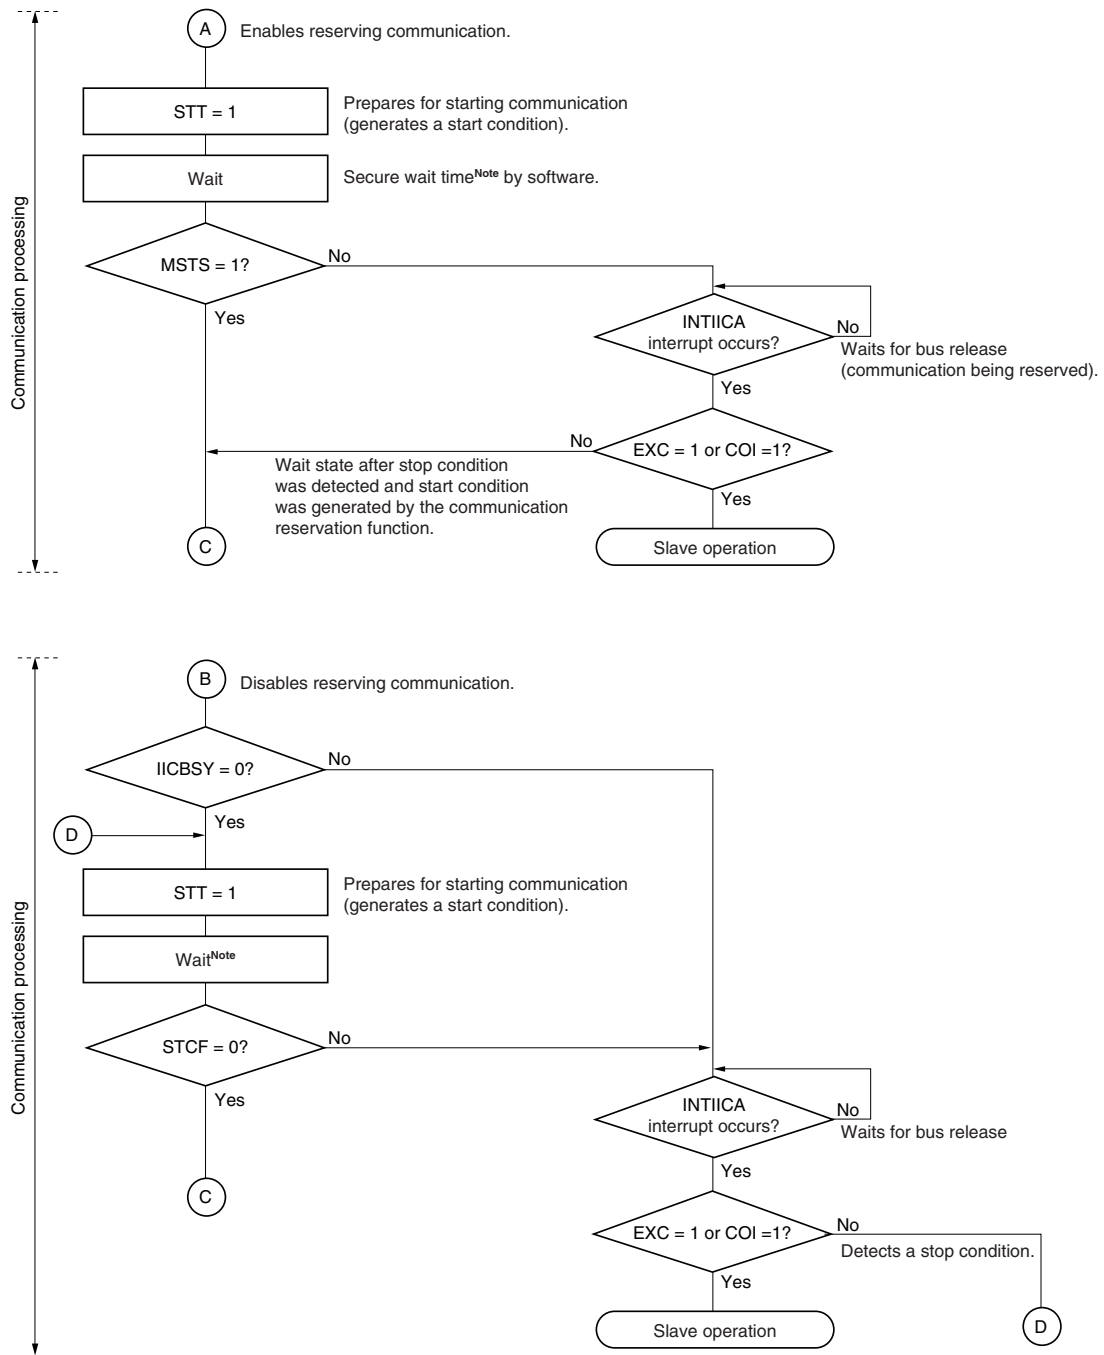 A
Enables reserving communication.
STT = 1
Prepares for starting communication
(generates a start condition).
Wait
Secure wait timeNote by software.
Communication processing
MSTS = 1?
No
Yes
INTIICA
interrupt occurs?
No
Waits for bus release
(communication being reserved).
Yes
EXC = 1 or COI =1?
No
Wait state after stop condition
was detected and start condition
was generated by the communication
reservation function.
Yes
C
Slave operation
B
Disables reserving communication.
IICBSY = 0?
No
Yes
D
STT = 1
Prepares for starting communication
(generates a start condition).
WaitNote
Communication processing
STCF = 0?
No
Yes
INTIICA
interrupt occurs?
No
Waits for bus release
Yes
C
EXC = 1 or COI =1?
No
Detects a stop condition.
Yes
Slave operation
D